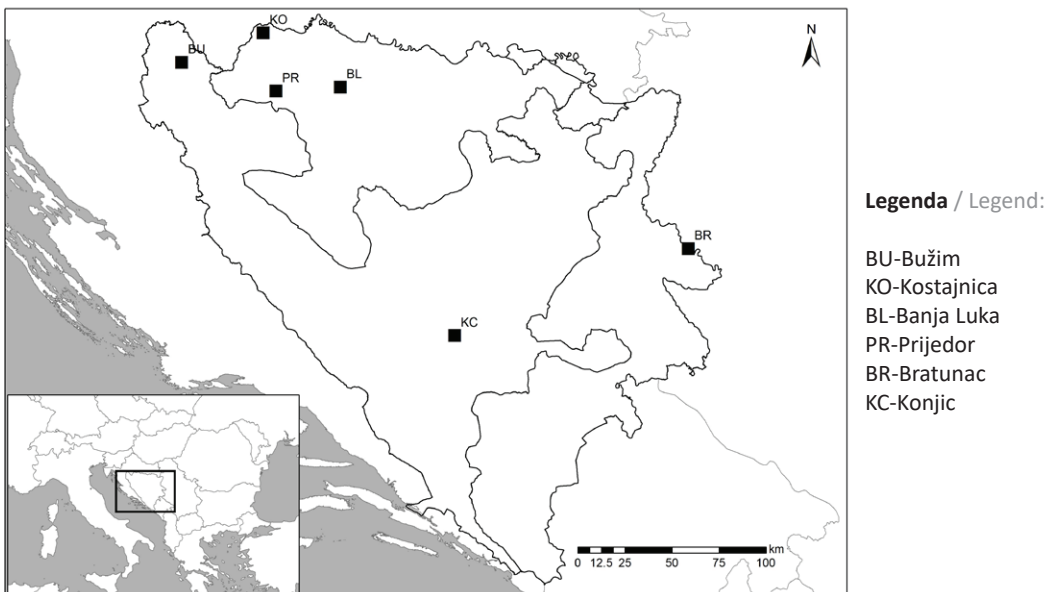 KO
BU
PR
BL
N
BR
KC
km
0 12.5 25 50 75 100
Legenda / Legend:
BU-Bužim
KO-Kostajnica
BL-Banja Luka
PR-Prijedor
BR-Bratunac
KC-Konjic